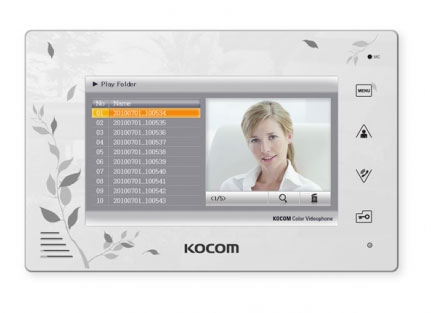 MIC
► Play Folder
MENU
No Name
01 20100701_100534
02 20100701_100535
03 20100701_100536
04 20100701_100537
05 20100701_100538
06 20100701_100539
07 20100701_100540
08 20100701_100541
09 20100701_100542
10 20100701_100543
<1/5>
KOCOM Color Videophone
KOCOM